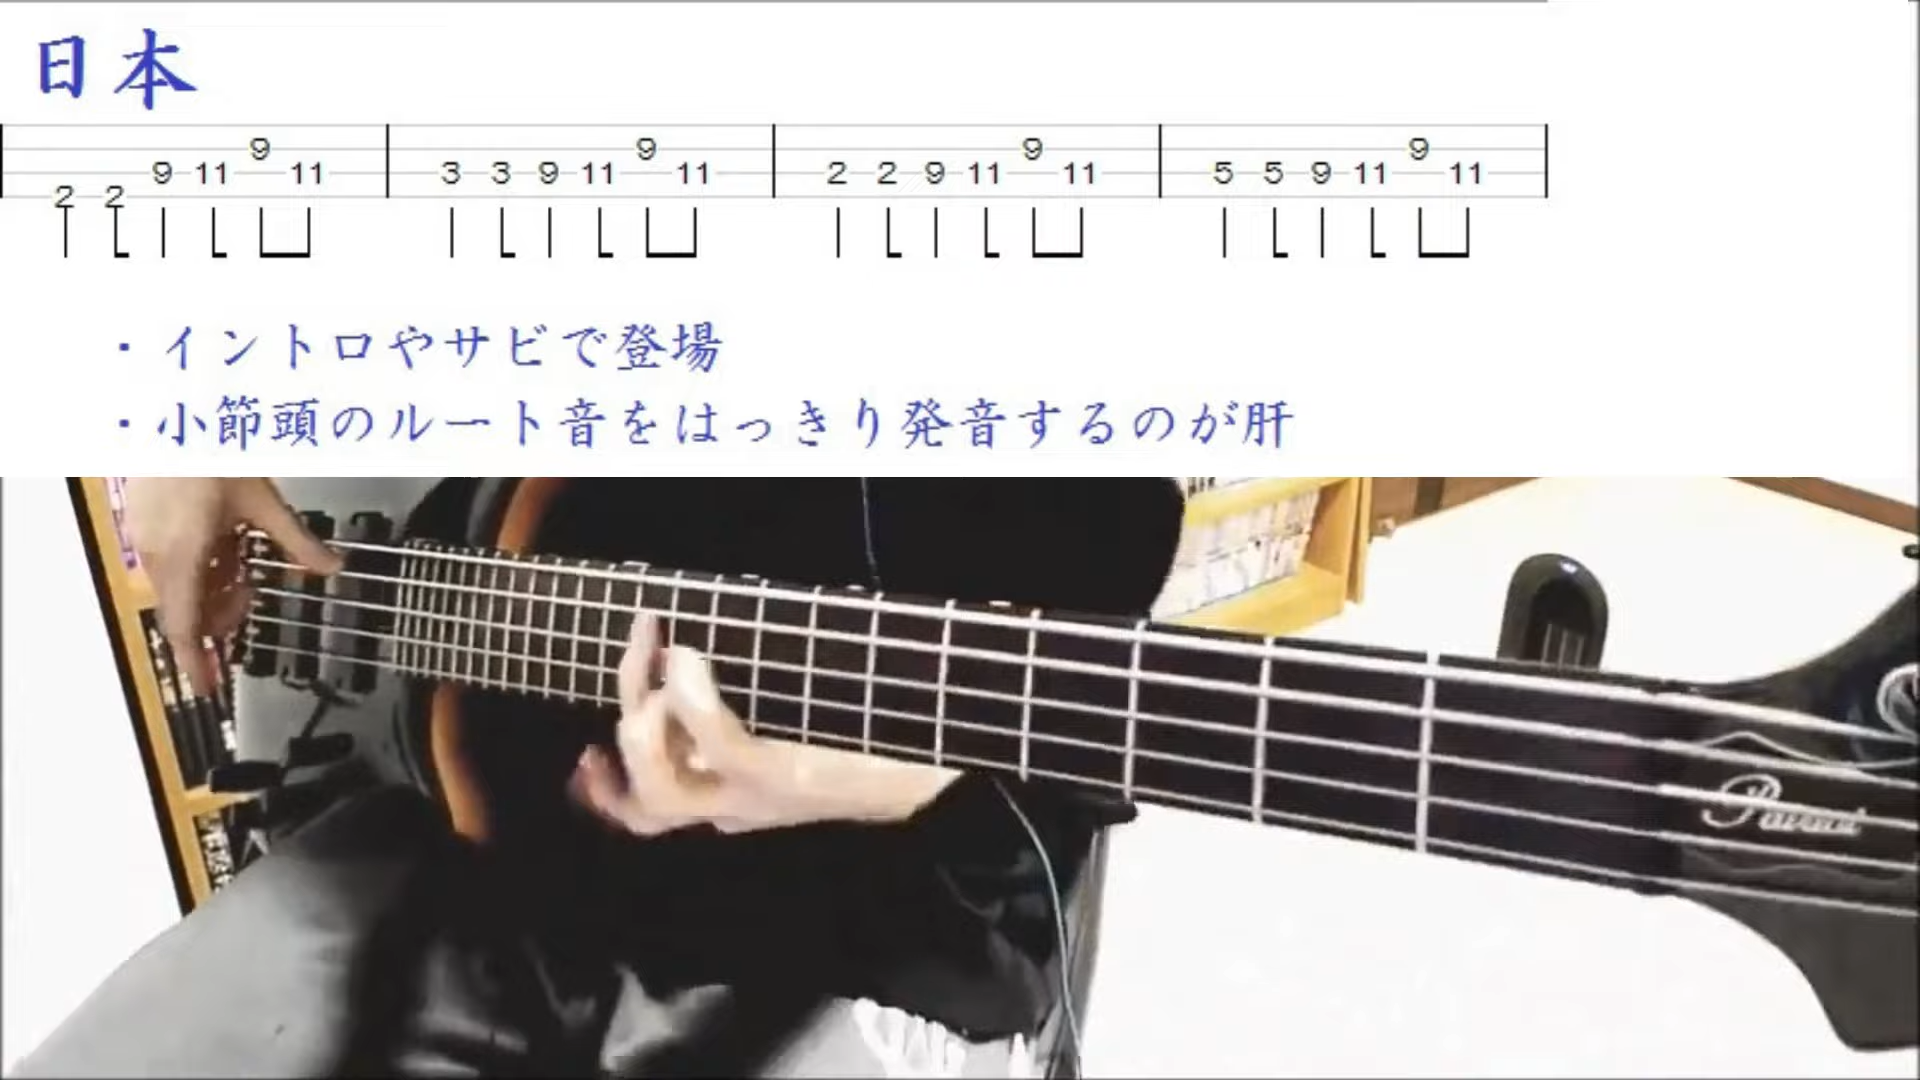 日本
9 9 9 9
9 11 11 3 3 9 11 11 2 2 9 11 11 5 5 9 11 11
2 2
・イントロやサビで登場
・小節頭のルート音をはっきり発音するのが肝